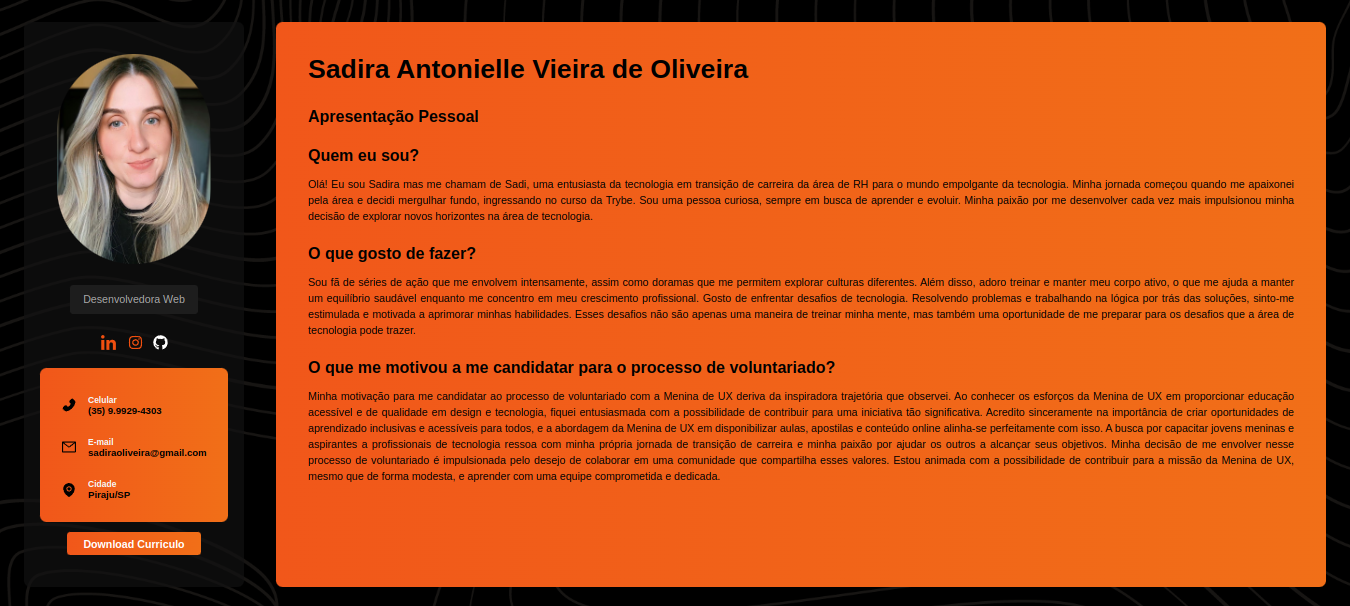 Desenvolvedora Web
Celular
(35) 9.9929-4303
E-mail
sadiraoliveira@gmail.com
Cidade
Piraju/SP
Download Curriculo
Sadira Antonielle Vieira de Oliveira
Apresentação Pessoal
Quem eu sou?
Olá! Eu sou Sadira mas me chamam de Sadi, uma entusiasta da tecnologia em transição de carreira da área de RH para o mundo empolgante da tecnologia. Minha jornada começou quando me apaixonei
pela área e decidi mergulhar fundo, ingressando no curso da Trybe. Sou uma pessoa curiosa, sempre em busca de aprender e evoluir. Minha paixão por me desenvolver cada vez mais impulsionou minha
decisão de explorar novos horizontes na área de tecnologia.
O que gosto de fazer?
Sou fã de séries de ação que me envolvem intensamente, assim como doramas que me permitem explorar culturas diferentes. Além disso, adoro treinar e manter meu corpo ativo, o que me ajuda a manter
um equilíbrio saudável enquanto me concentro em meu crescimento profissional. Gosto de enfrentar desafios de tecnologia. Resolvendo problemas e trabalhando na lógica por trás das soluções, sinto-me
estimulada e motivada a aprimorar minhas habilidades. Esses desafios não são apenas uma maneira de treinar minha mente, mas também uma oportunidade de me preparar para os desafios que a área de
tecnologia pode trazer.
O que me motivou a me candidatar para o processo de voluntariado?
Minha motivação para me candidatar ao processo de voluntariado com a Menina de UX deriva da inspiradora trajetória que observei. Ao conhecer os esforços da Menina de UX em proporcionar educação
acessível e de qualidade em design e tecnologia, fiquei entusiasmada com a possibilidade de contribuir para uma iniciativa tão significativa. Acredito sinceramente na importância de criar oportunidades de
aprendizado inclusivas e acessíveis para todos, e a abordagem da Menina de UX em disponibilizar aulas, apostilas e conteúdo online alinha-se perfeitamente com isso. A busca por capacitar jovens meninas e
aspirantes a profissionais de tecnologia ressoa com minha própria jornada de transição de carreira e minha paixão por ajudar os outros a alcançar seus objetivos. Minha decisão de me envolver nesse
processo de voluntariado é impulsionada pelo desejo de colaborar em uma comunidade que compartilha esses valores. Estou animada com a possibilidade de contribuir para a missão da Menina de UX,
mesmo que de forma modesta, e aprender com uma equipe comprometida e dedicada.